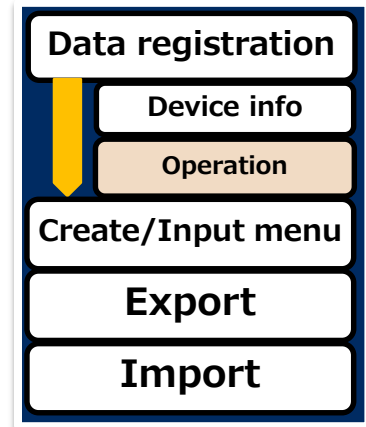 Data registration
Device info
Operation
Create/Input menu
Export
Import